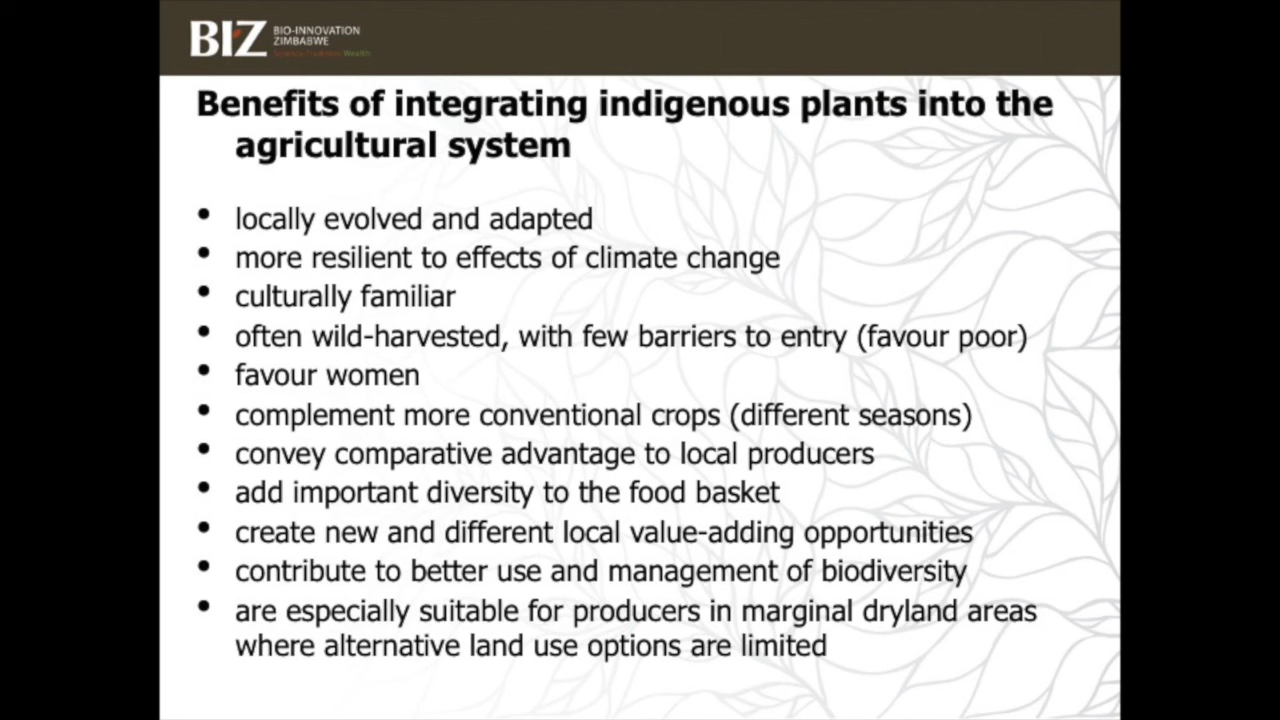 BIZ
BIO-INNOVATION
ZIMBABWE
Benefits of integrating indigenous plants into the
agricultural system
• locally evolved and adapted
• more resilient to effects of climate change
• culturally familiar
• often wild-harvested, with few barriers to entry (favour poor)
• favour women
• complement more conventional crops (different seasons)
• convey comparative advantage to local producers
• add important diversity to the food basket
• create new and different local value-adding opportunities
• contribute to better use and management of biodiversity
• are especially suitable for producers in marginal dryland areas
where alternative land use options are limited